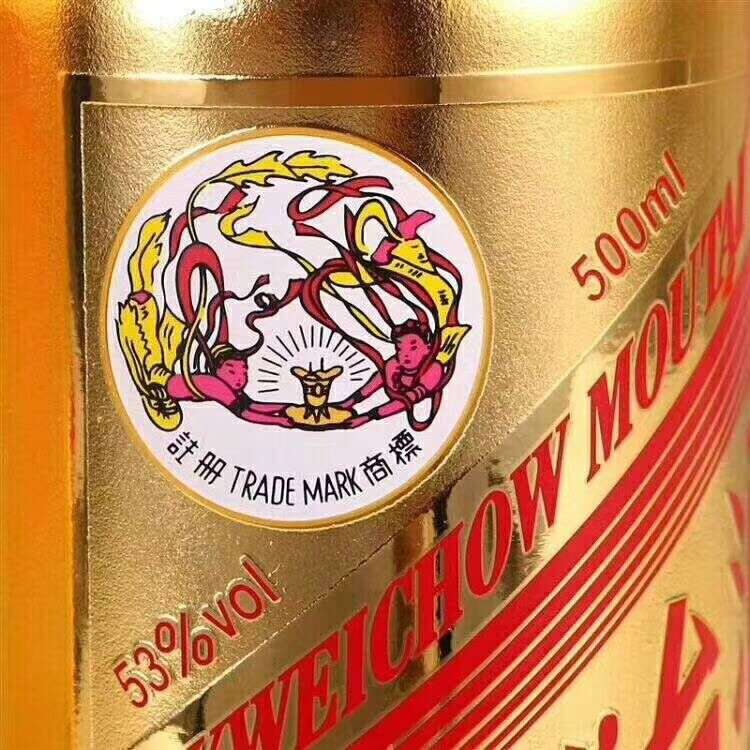 註册 TRADE MARK 商標
500ml
KWEICHOW MOUTA
53%vol